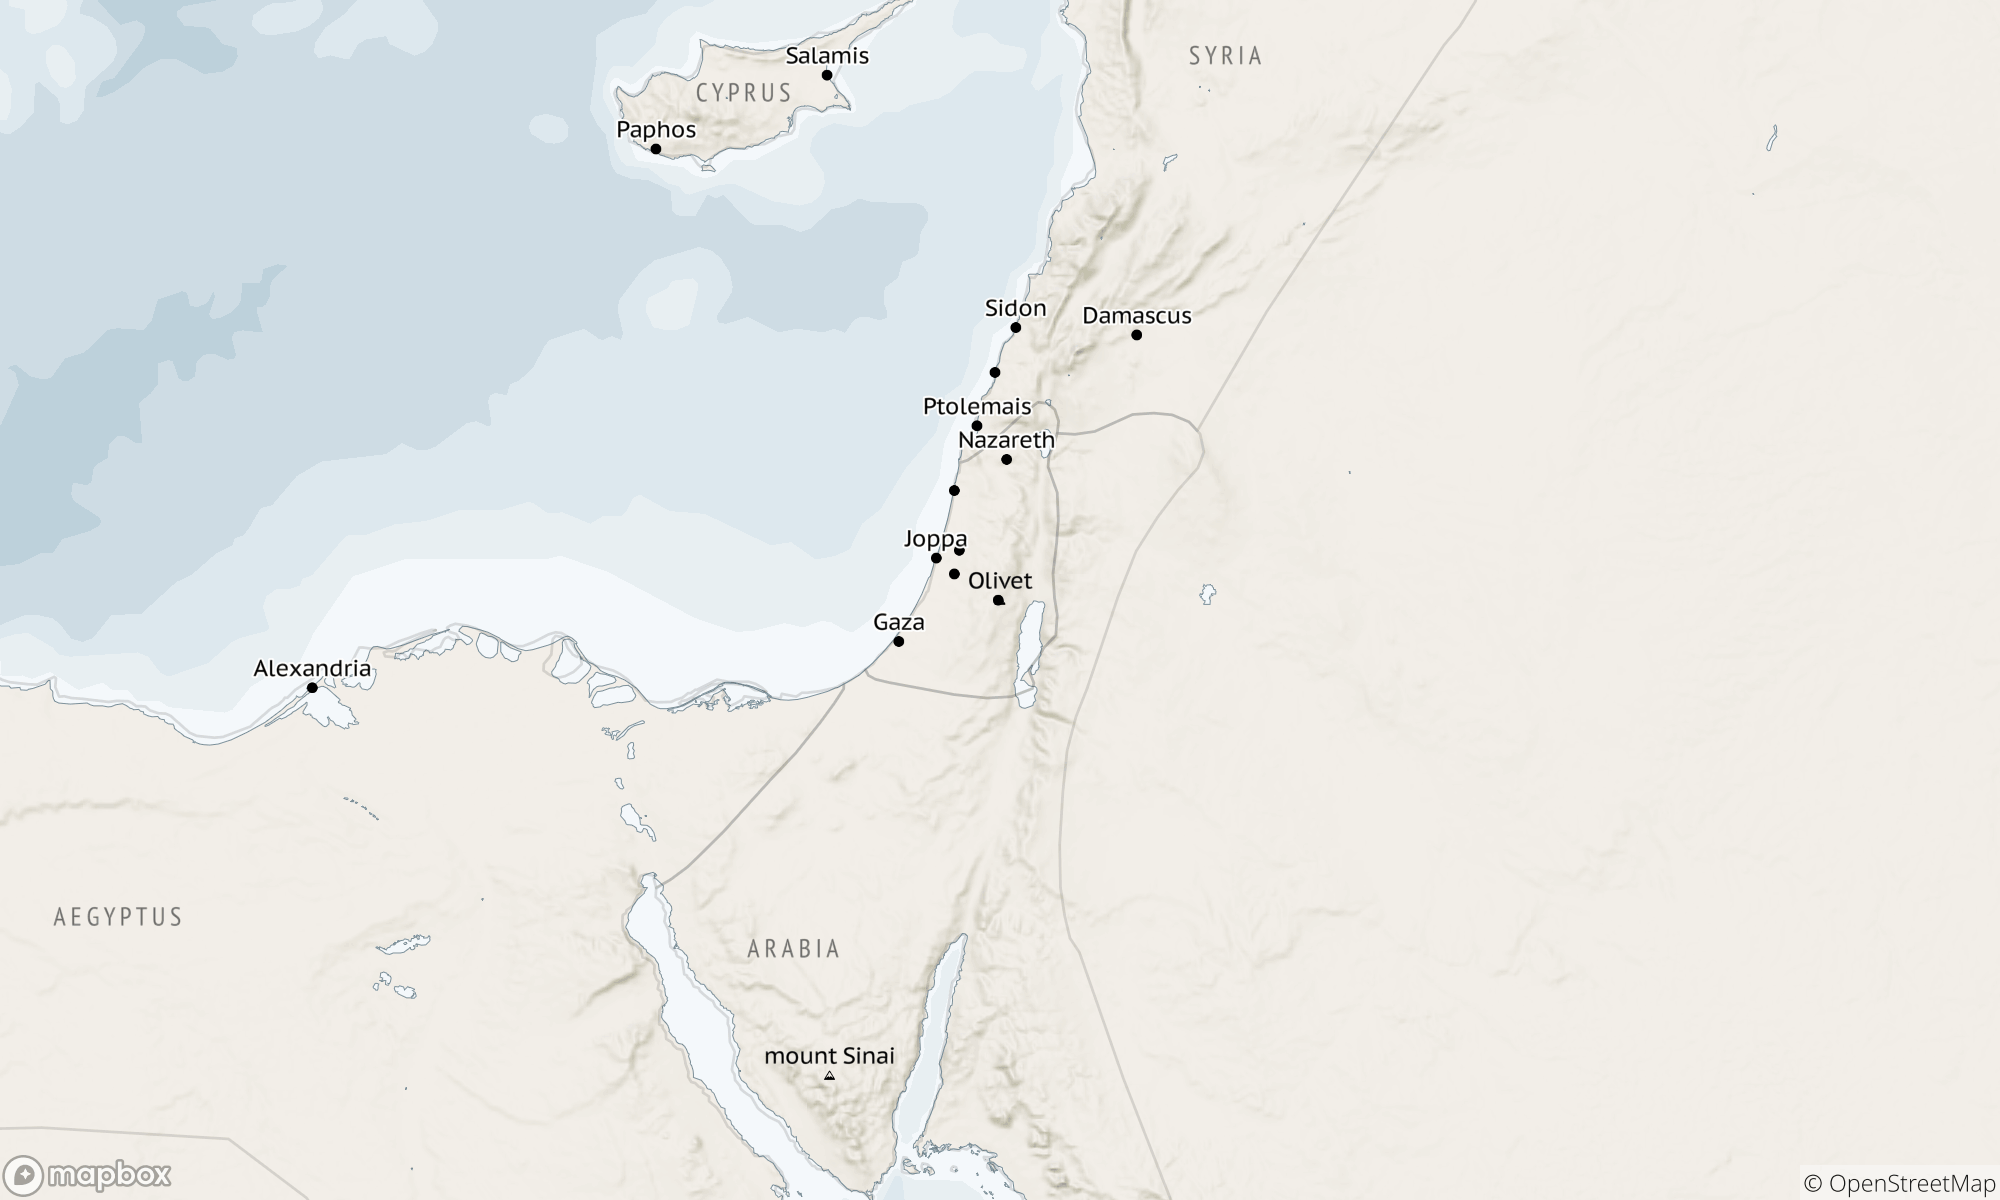 SYRIA
Salamis
CYPRUS
Paphos
Sidon
Damascus
Ptolemais
Nazareth
Joppa
Olivet
Gaza
Alexandria
AEGYPTUS
ARABIA
mount Sinai
mapbox
© OpenStreetMap